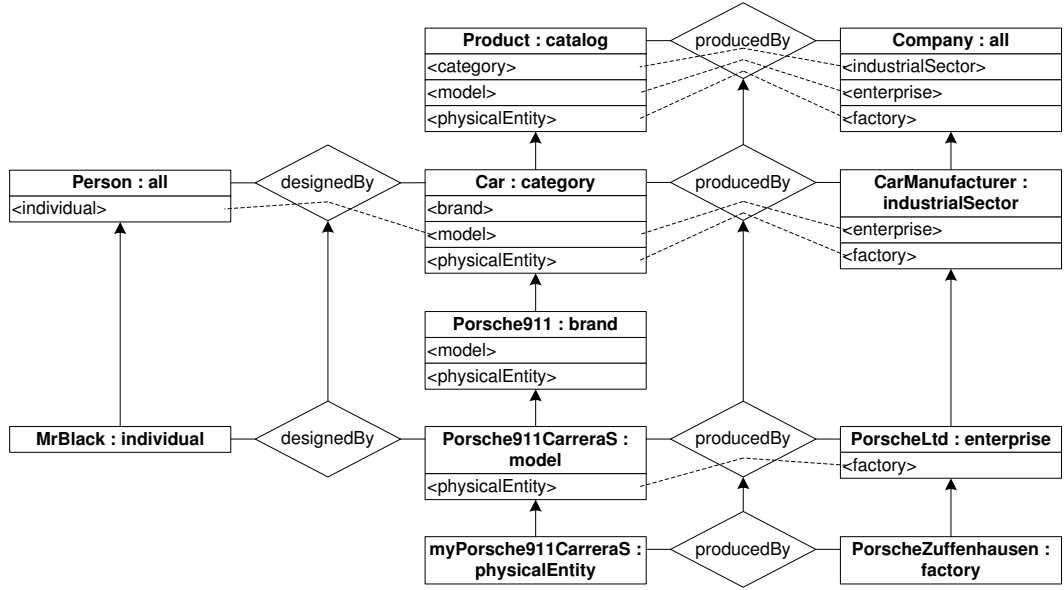 Product : catalog
<category>
<model>
<physicalEntity>
producedBy
Company : all
<industrialSector>
<enterprise>
<factory>
Person : all
<individual>
designedBy
Car : category
<brand>
<model>
<physicalEntity>
producedBy
CarManufacturer :
industrialSector
<enterprise>
<factory>
Porsche911 : brand
<model>
<physicalEntity>
MrBlack : individual
designedBy
Porsche911CarreraS :
model
<physicalEntity>
producedBy
PorscheLtd : enterprise
<factory>
myPorsche911CarreraS :
physicalEntity
producedBy
PorscheZuffenhausen :
factory